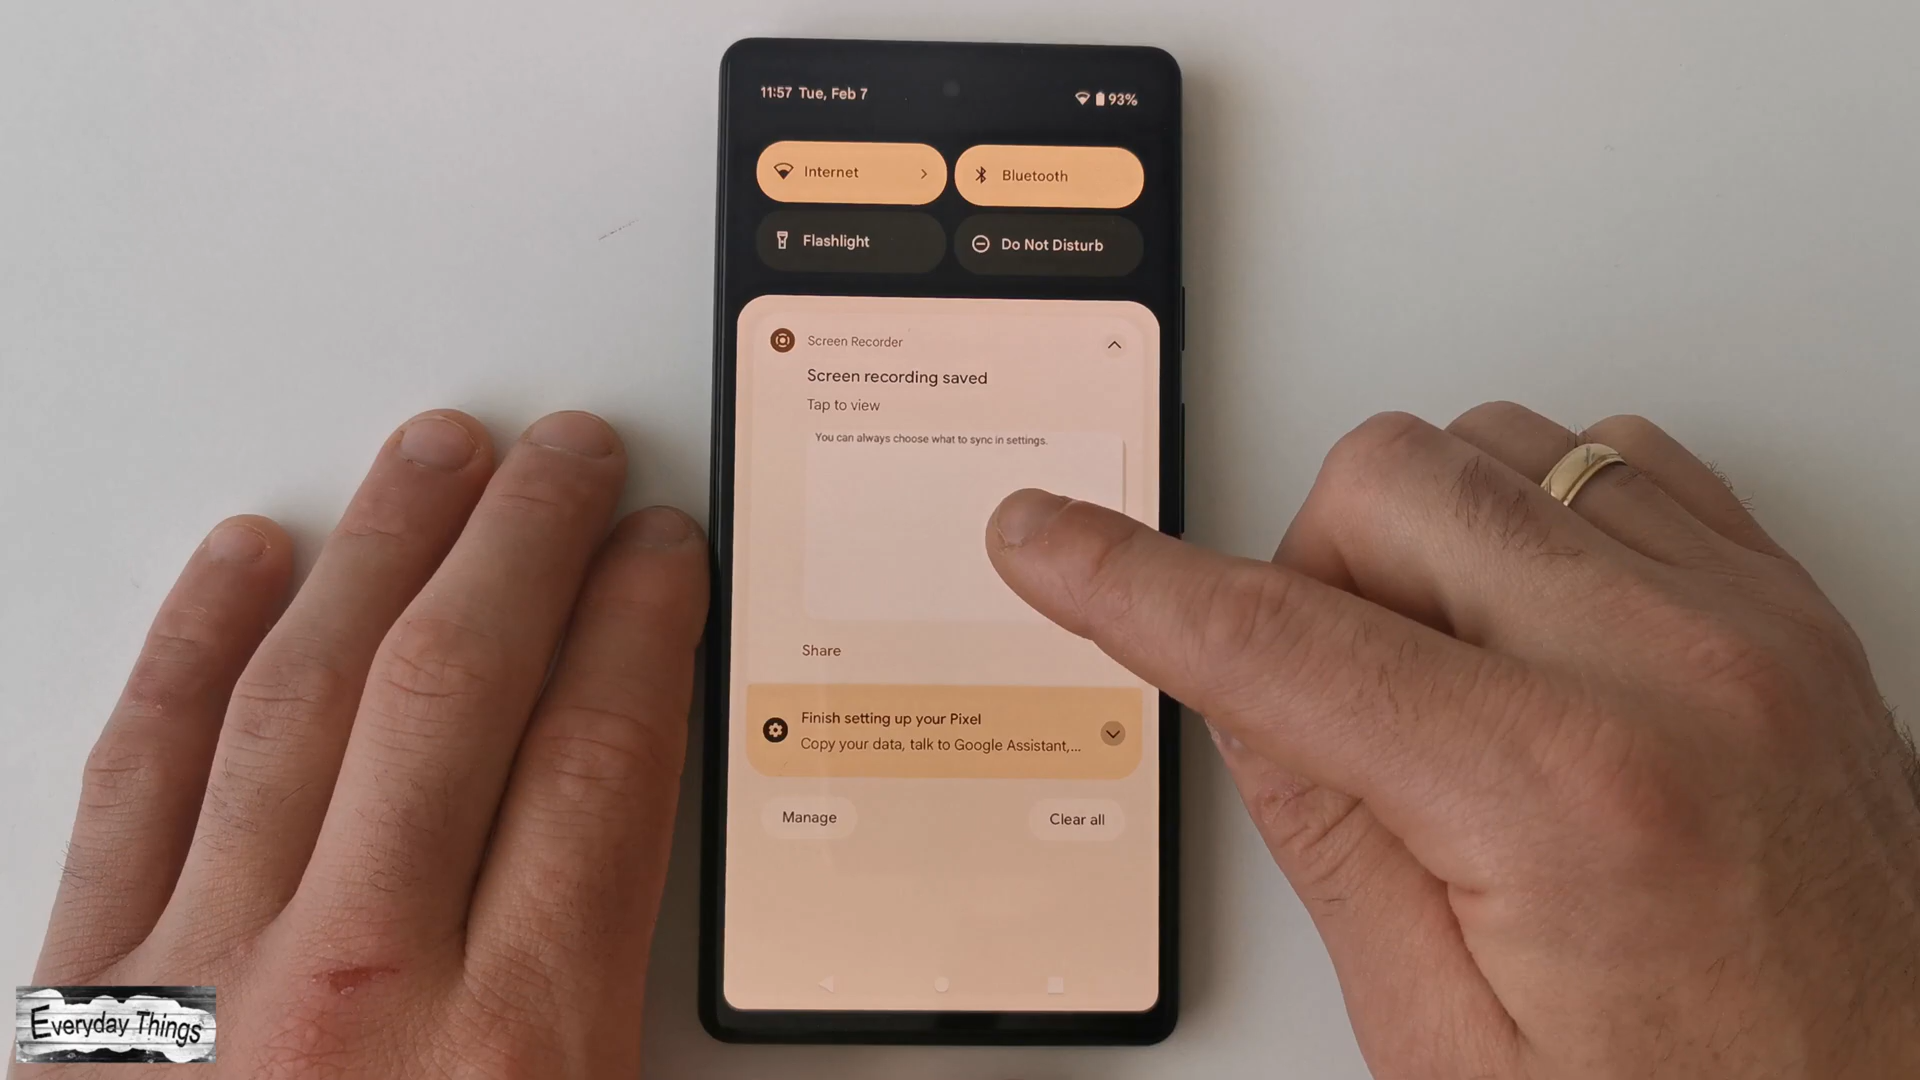 11:57 Tue, Feb 7
93%
Internet
Bluetooth
Flashlight
Do Not Disturb
Screen Recorder
Screen recording saved
Tap to view
You can always choose what to sync in settings.
Share
Finish setting up your Pixel
Copy your data, talk to Google Assistant,...
Manage
Clear all
Everyday Things